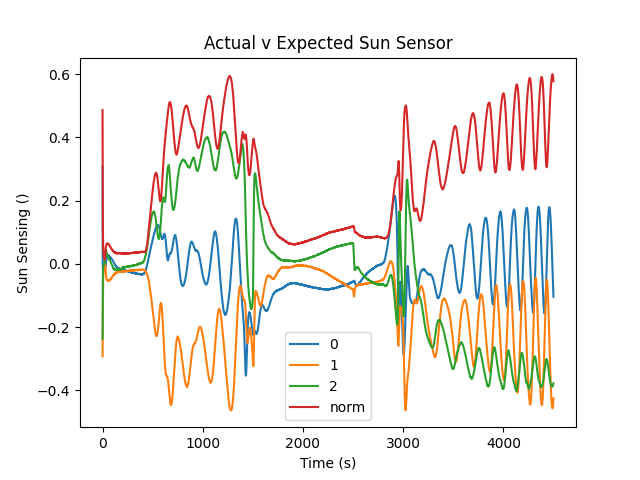 Actual v Expected Sun Sensor
Sun Sensing ()
0.6
0.4
0.2
0.0
−0.2
−0.4
0
1
2
norm
0 1000 2000 3000 4000
Time (s)